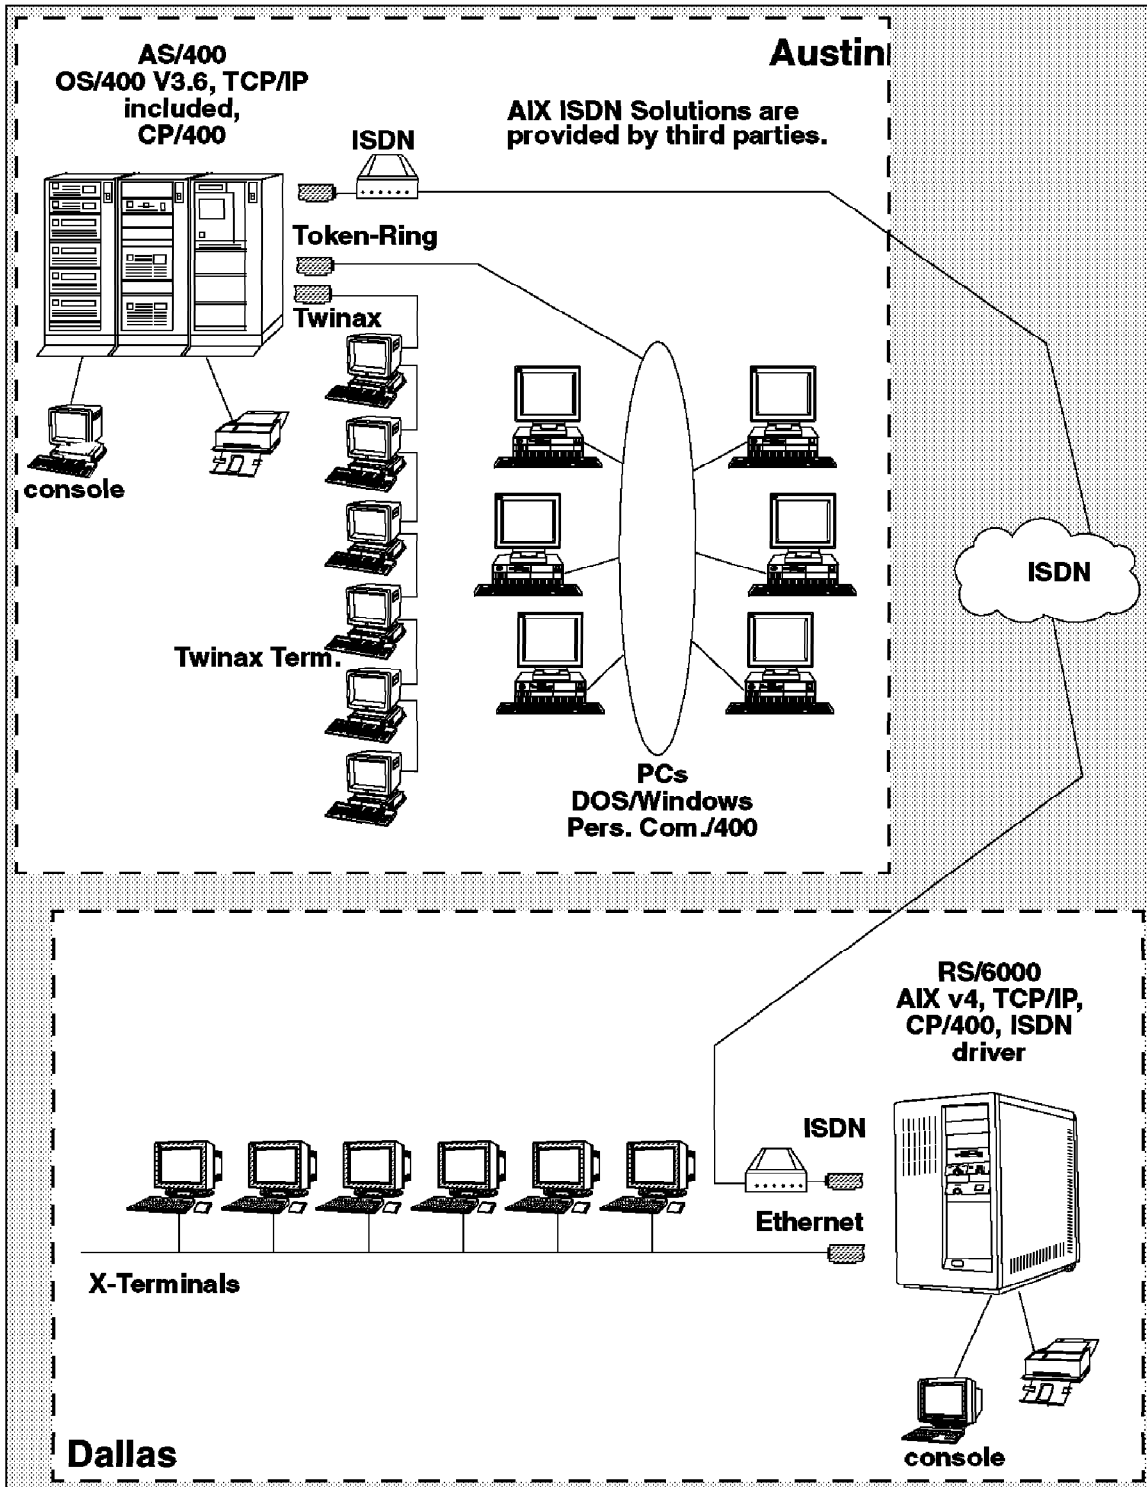 Austin
AS/400
OS/400 V3.6, TCP/IP
included,
CP/400
AIX ISDN Solutions are
provided by third parties.
ISDN
Token-Ring
Twinax
console
Twinax Term.
ISDN
PCs
DOS/Windows
Pers. Com./400
RS/6000
AIX v4, TCP/IP,
CP/400, ISDN
driver
ISDN
Ethernet
X-Terminals
console
Dallas